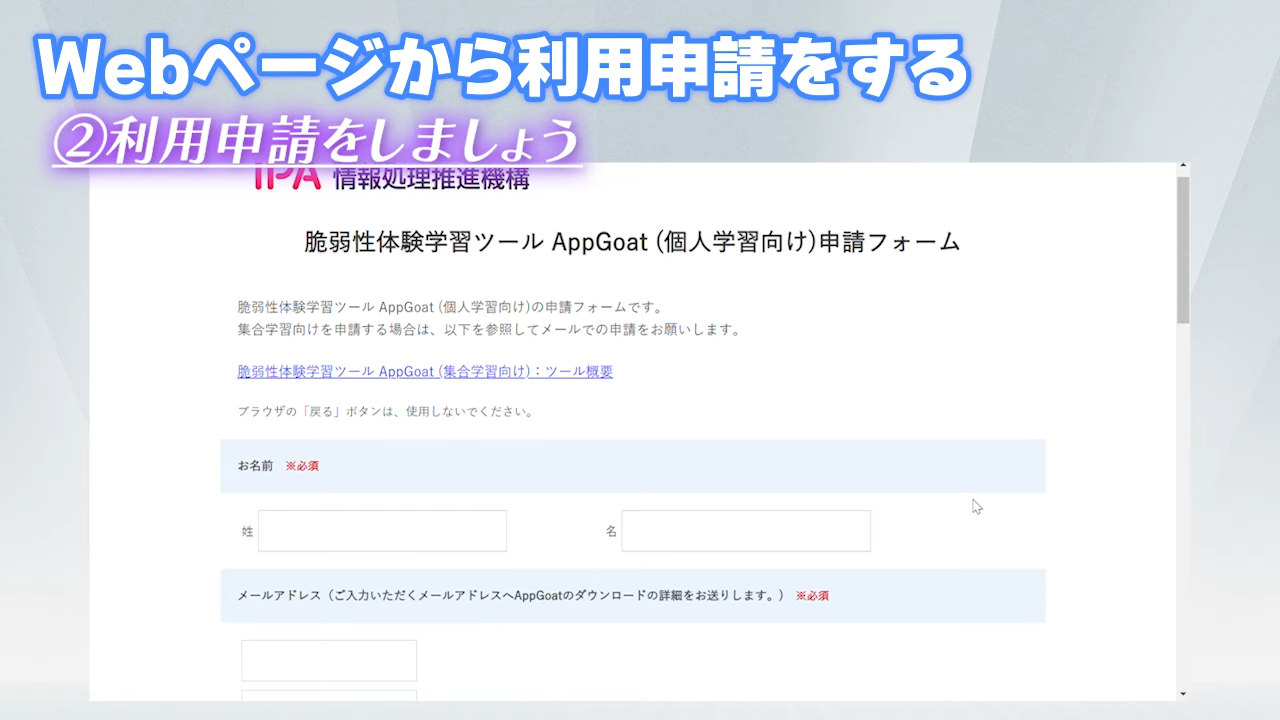 Webページから利用申請をする
②利用申請をしましょう
IPA 情報処理推進機構
脆弱性体験学習ツール AppGoat (個人学習向け)申請フォーム
脆弱性体験学習ツール AppGoat (個人学習向け)の申請フォームです。
集合学習向けを申請する場合は、以下を参照してメールでの申請をお願いします。
脆弱性体験学習ツール AppGoat (集合学習向け)：ツール概要
ブラウザの「戻る」ボタンは、使用しないでください。
お名前 ※必須
姓 名
メールアドレス（ご入力いただくメールアドレスへAppGoatのダウンロードの詳細をお送りします。） ※必須